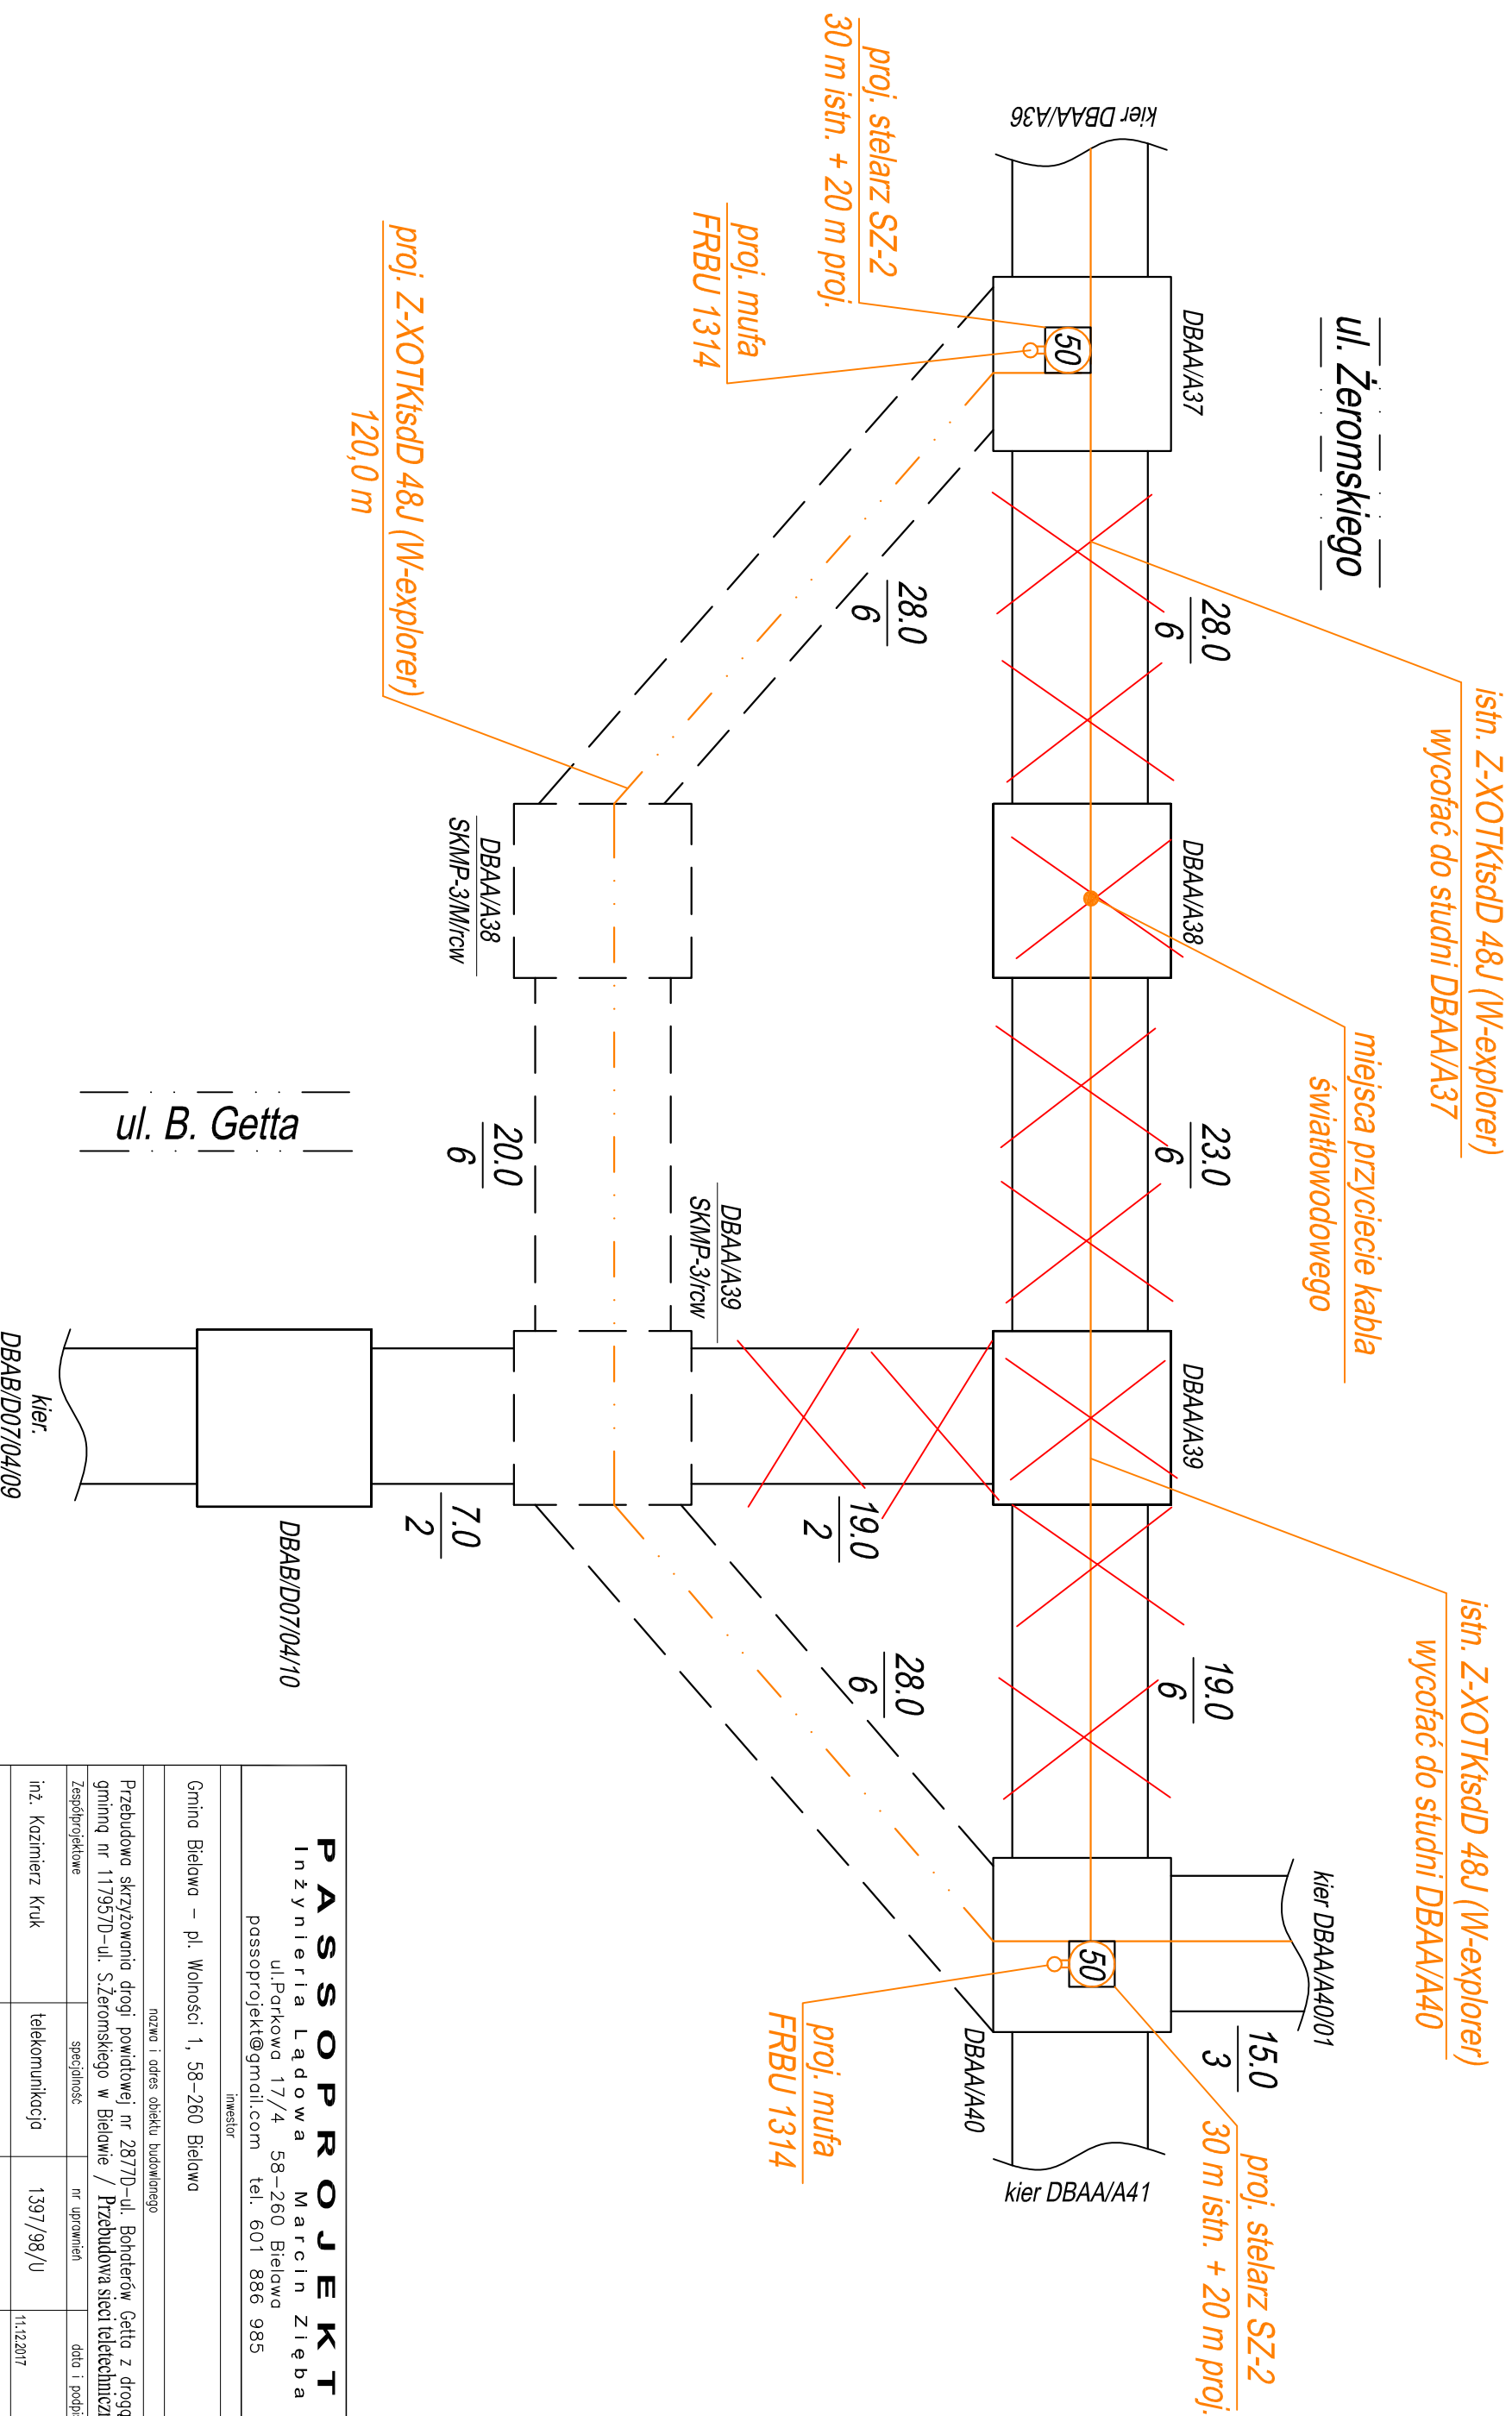 ul. Żeromskiego
istn. Z-XOTKtsdD 48J (W-explorer)
wycofać do studni DBAA/A37
miejsca przyciecie kabla
światłowodowego
istn. Z-XOTKtsdD 48J (W-explorer)
wycofać do studni DBAA/A40
kier DBAA/A40/01
15.0
3
proj. stelarz SZ-2
30 m istn. + 20 m proj.
kier DBAA/A36
DBAA/A37
28.0
6
DBAA/A38
23.0
6
DBAA/A39
19.0
6
50
50
DBAA/A40
kier DBAA/A41
proj. stelarz SZ-2
30 m istn. + 20 m proj.
proj. mufa
FRBU 1314
28.0
6
19.0
2
28.0
6
proj. mufa
FRBU 1314
DBAA/A39
SKMP-3/rcw
proj. Z-XOTKtsdD 48J (W-explorer)
120,0 m
DBAA/A38
SKMP-3/M/rcw
20.0
6
7.0
2
ul. B. Getta
DBAB/D07/04/10
kier.
DBAB/D07/04/09
PASSOPROJEKT
Inżynieria Lądowa Marcin Zięba
ul.Parkowa 17/4 58-260 Bielawa
passoprojekt@gmail.com tel. 601 886 985
inwestor
Gmina Bielawa - pl. Wolności 1, 58-260 Bielawa
nazwa i adres obiektu budowlanego
Przebudowa skrzyżowania drogi powiatowej nr 2877D-ul. Bohaterów Getta z drogą
gminną nr 117957D-ul. S.Żeromskiego w Bielawie / Przebudowa sieci teletechniczn
Zespółprojektowe specjalność nr uprawnień data i podpis
inż. Kazimierz Kruk telekomunikacja 1397/98/U 11.12.2017